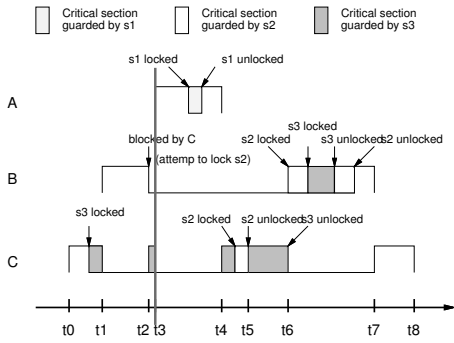 Critical section
guarded by s1
Critical section
guarded by s2
Critical section
guarded by s3
s1 locked
s1 unlocked
A
blocked by C
(attemp to lock s2)
s2 locked
s3 locked
s3 unlocked
s2 unlocked
B
s3 locked
s2 locked
s2 unlocked
s3 unlocked
C
t0 t1 t2 t3 t4 t5 t6 t7 t8